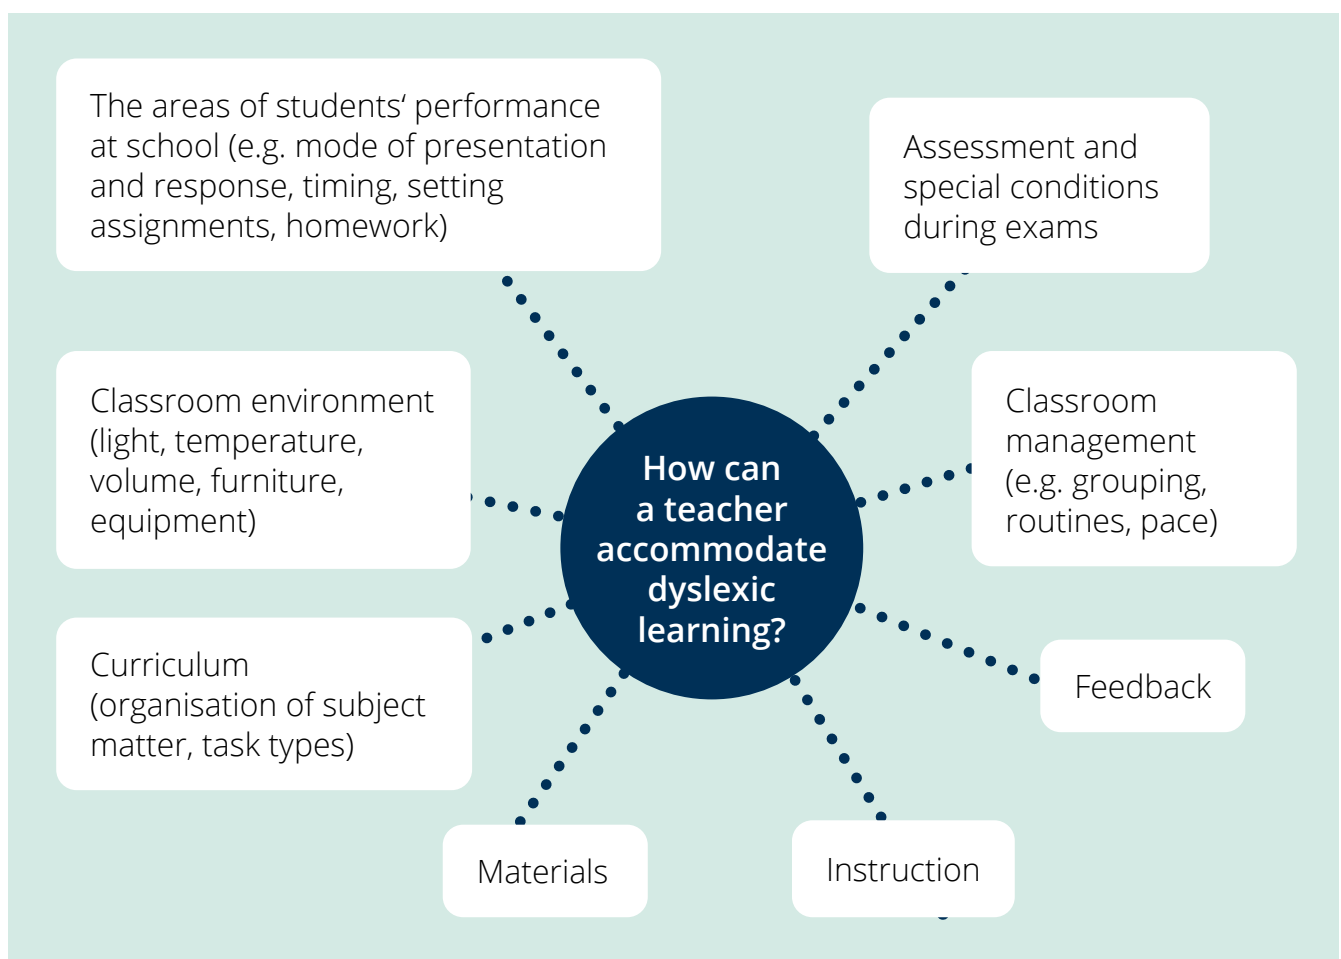 The areas of students‘ performance
at school (e.g. mode of presentation
and response, timing, setting
assignments, homework)
Assessment and
special conditions
during exams
Classroom environment
(light, temperature,
volume, furniture,
equipment)
How can
a teacher
accommodate
dyslexic
learning?
Classroom
management
(e.g. grouping,
routines, pace)
Curriculum
(organisation of subject
matter, task types)
Feedback
Materials
Instruction